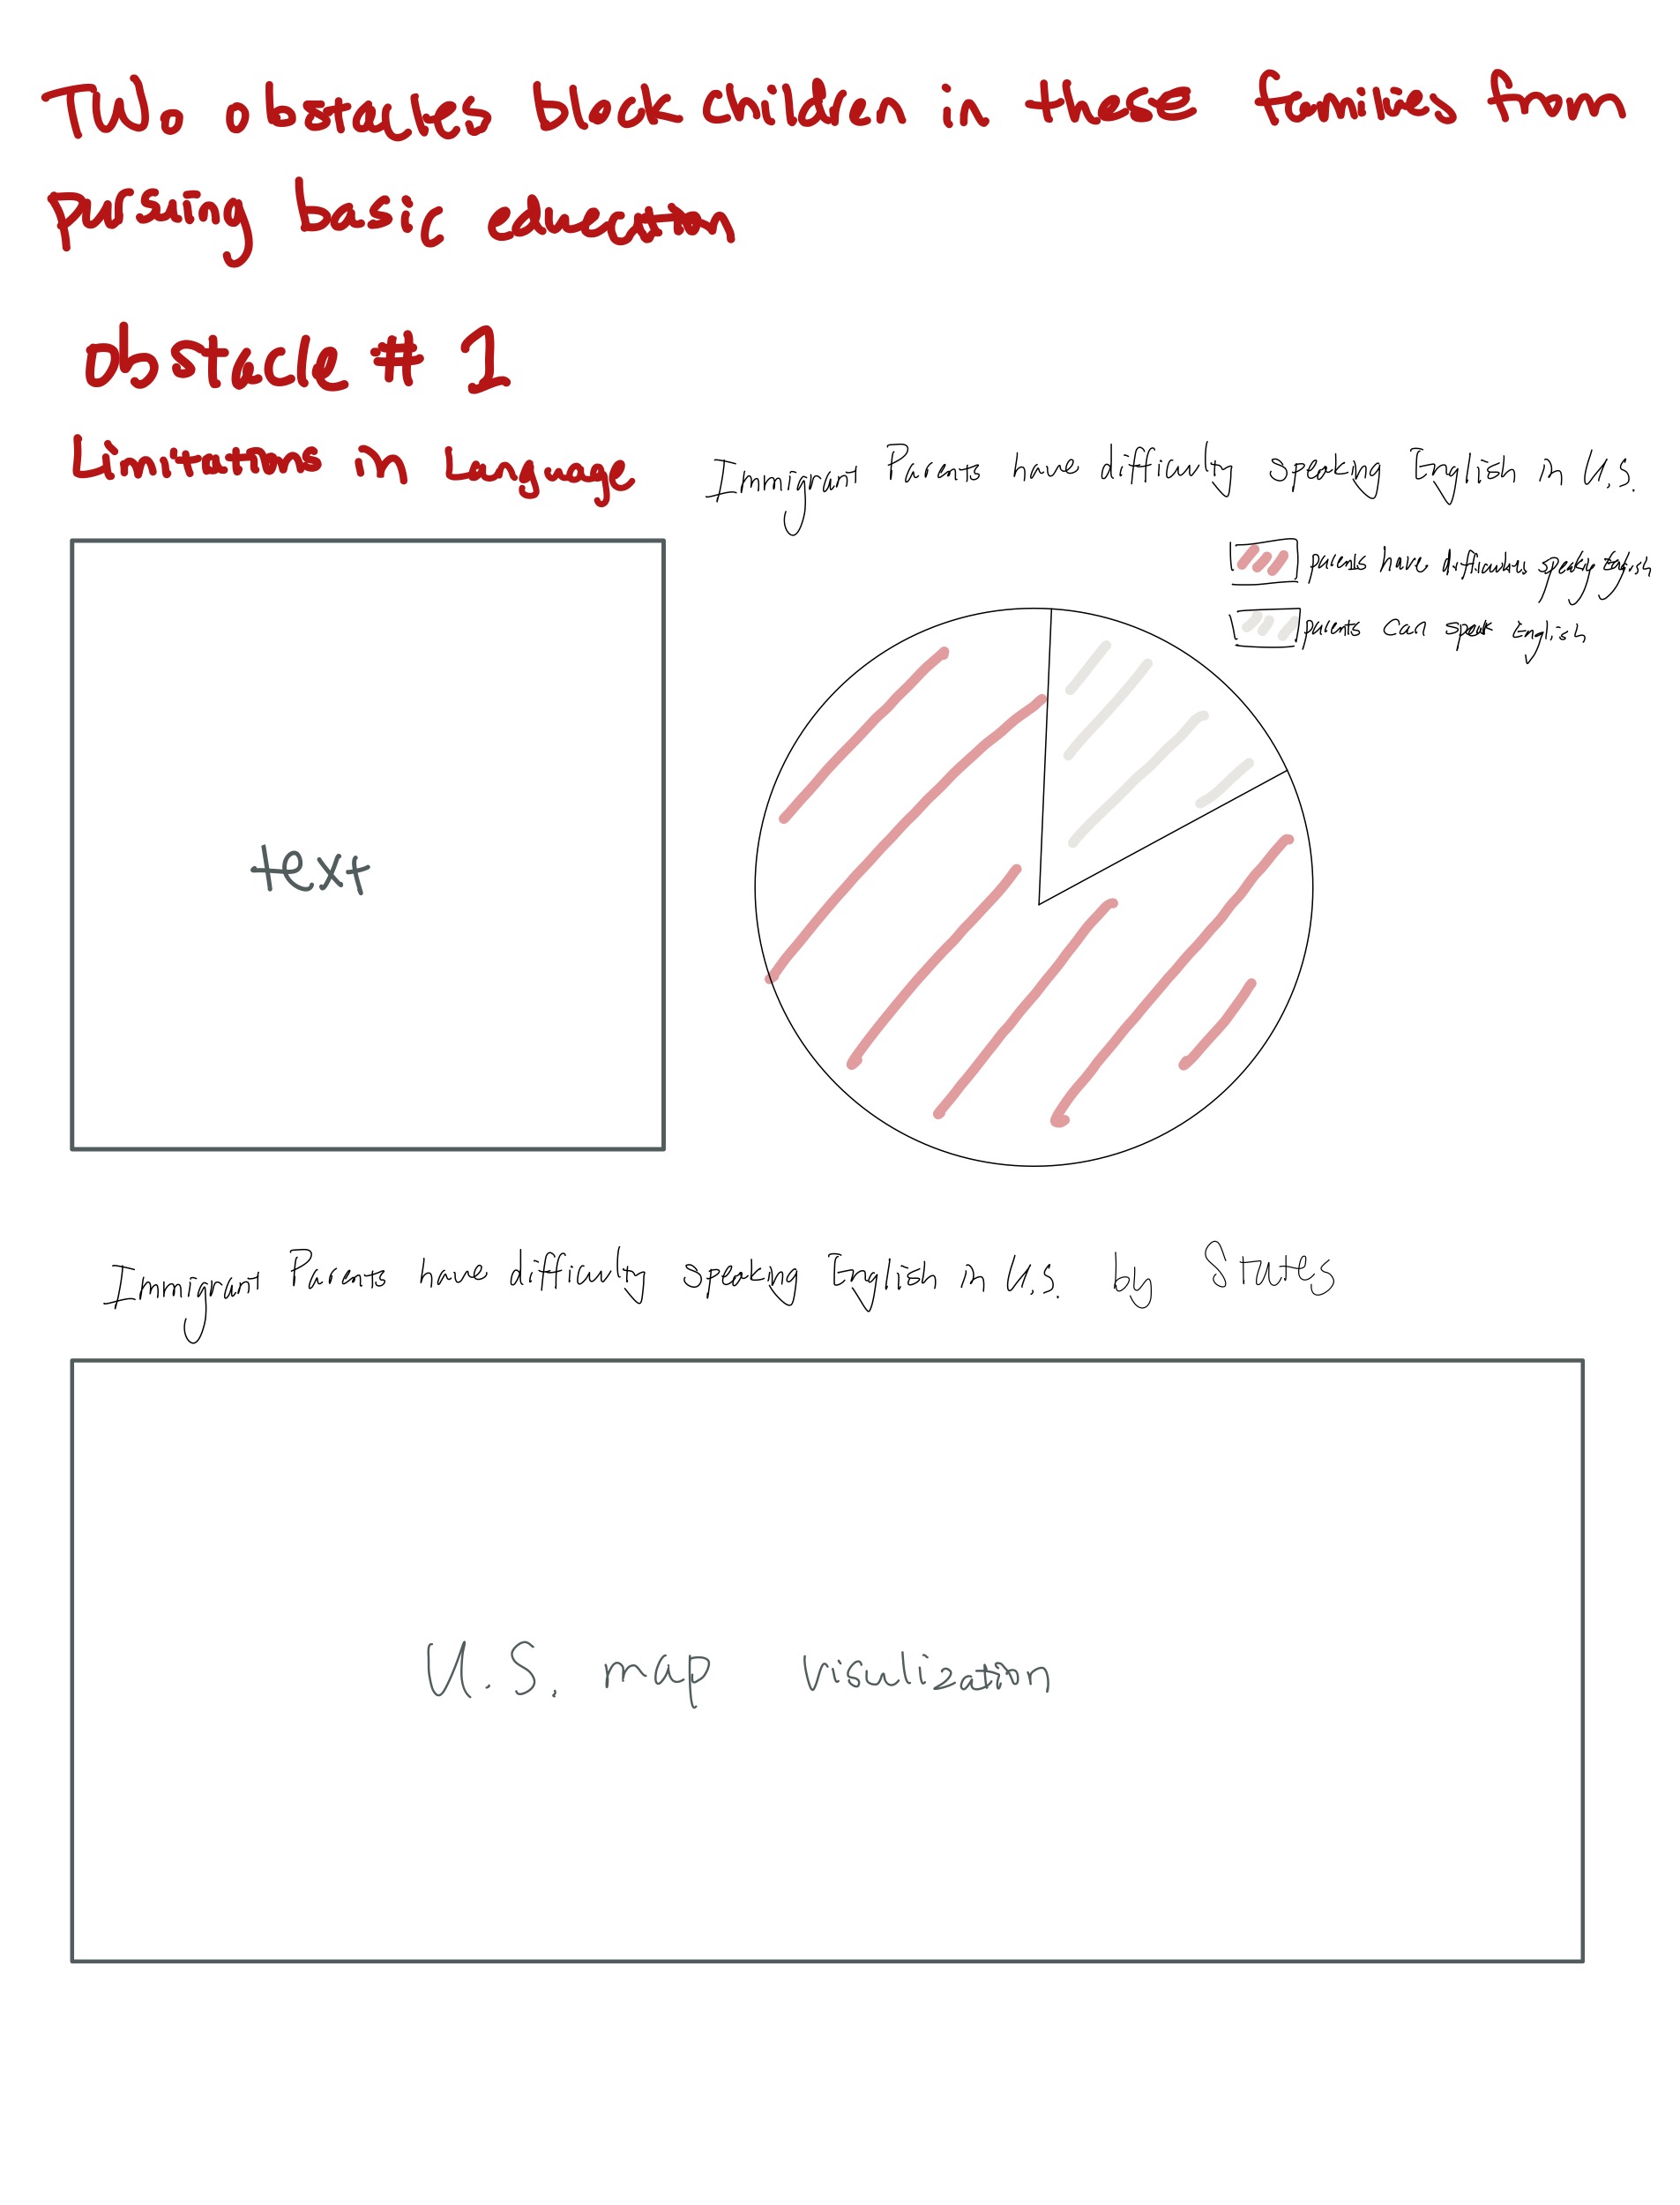 TWo obstacles block children in these families from
pursuing basic education
obstacle # 1
Limitations in Language
Immigrant Parents have difficulty speaking English in U.S.
parents have difficulties speaking English
parents can speak English
text
Immigrant Parents have difficulty speaking English in U.S. by States
U.S. map visulization